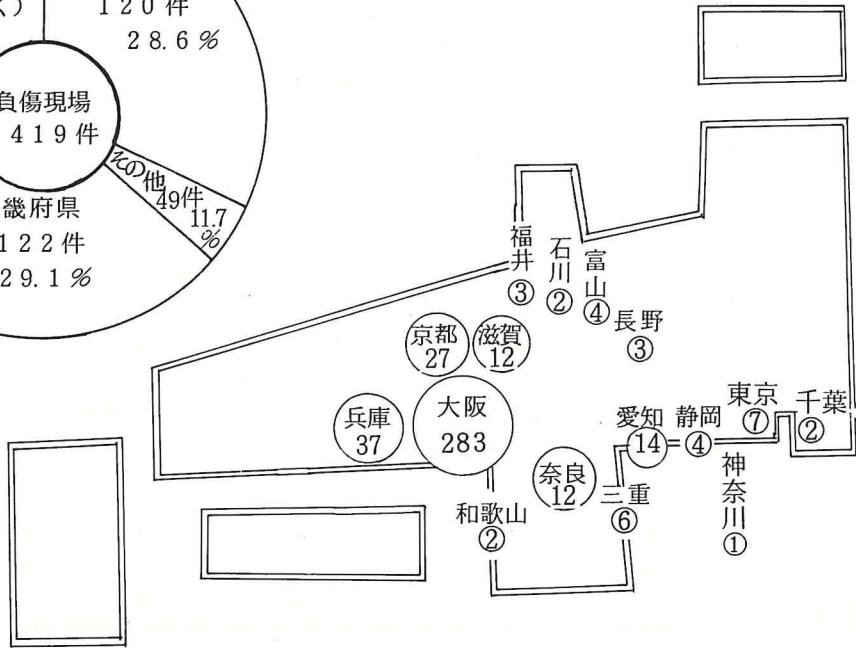 120件
28.6%
負傷現場
419件
その他
49件
11.7
%
畿府県
122件
29.1%
福井
③
石川
②
富山
④
長野
③
京都
27
滋賀
12
兵庫
37
大阪
283
奈良
12
和歌山
②
三重
⑥
愛知
14
静岡
④
東京
⑦
千葉
②
神奈川
①